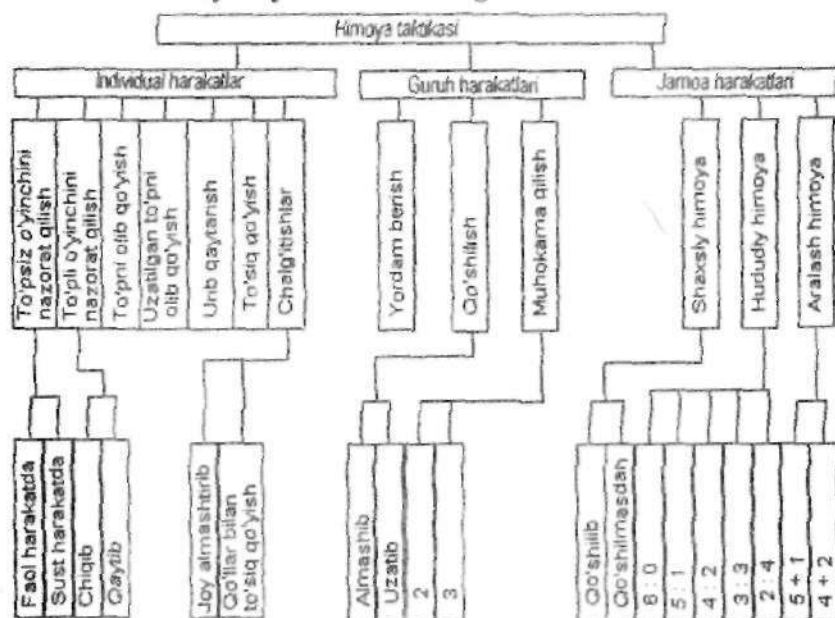 Himoya taktikasi
Individual harakatlar
Guruh harakatlari
Jamoa harakatlari
To'psiz o'yinchini
nazorat qilish
To'pli o'yinchini
nazorat qilish
To'pni olib qo'yish
Uzatilgan to'pni
olib qo'yish
Urib qaytarish
To'siq qo'yish
Chalg'itishlar
Yordam berish
Qo'shilish
Muhokama qilish
Shaxsiy himoya
Hududiy himoya
Aralash himoya
Faol harakatda
Sust harakatda
Chiqib
Qaytib
Joy almashtirib
Qo'llar bilan
to'siq qo'yish
Almashib
Uzatib
2
3
Qo'shilib
Qo'shilmasdan
6 : 0
5 : 1
4 : 2
3 : 3
2 : 4
5 + 1
4 + 2